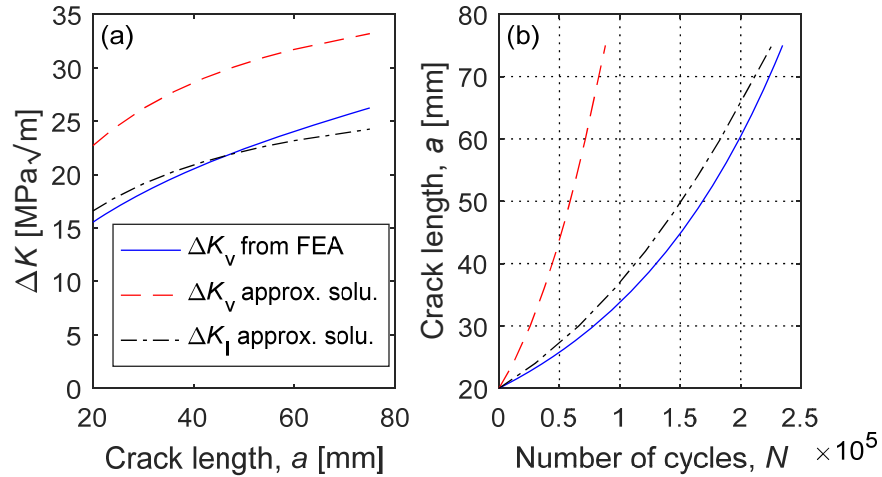 (a)
35
30
25
20
15
10
5
0
ΔK [MPa√m]
ΔKv from FEA
ΔKv approx. solu.
ΔKI approx. solu.
20 40 60 80
Crack length, a [mm]
(b)
80
70
60
50
40
30
20
Crack length, a [mm]
0 0.5 1 1.5 2 2.5
×10^5
Number of cycles, N